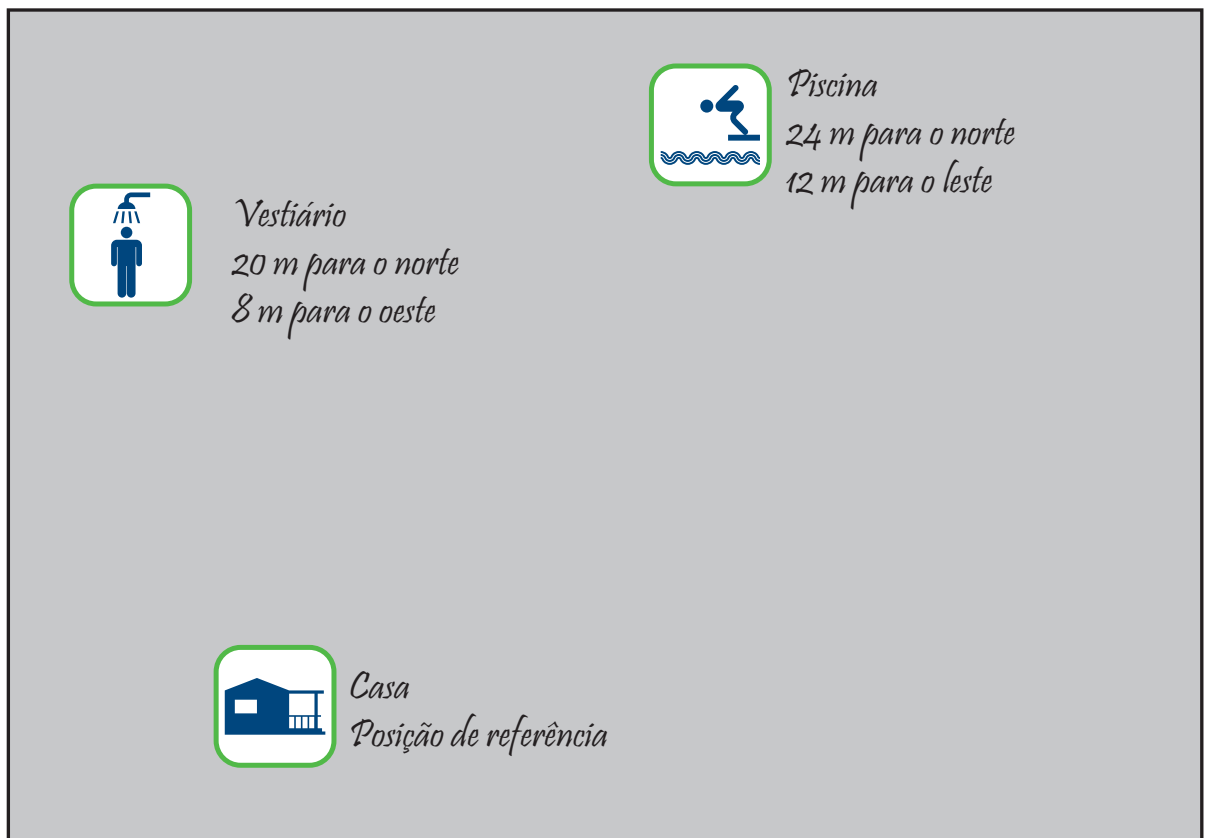 Piscina
24 m para o norte
12 m para o leste
Vestiário
20 m para o norte
8 m para o oeste
Casa
Posição de referência